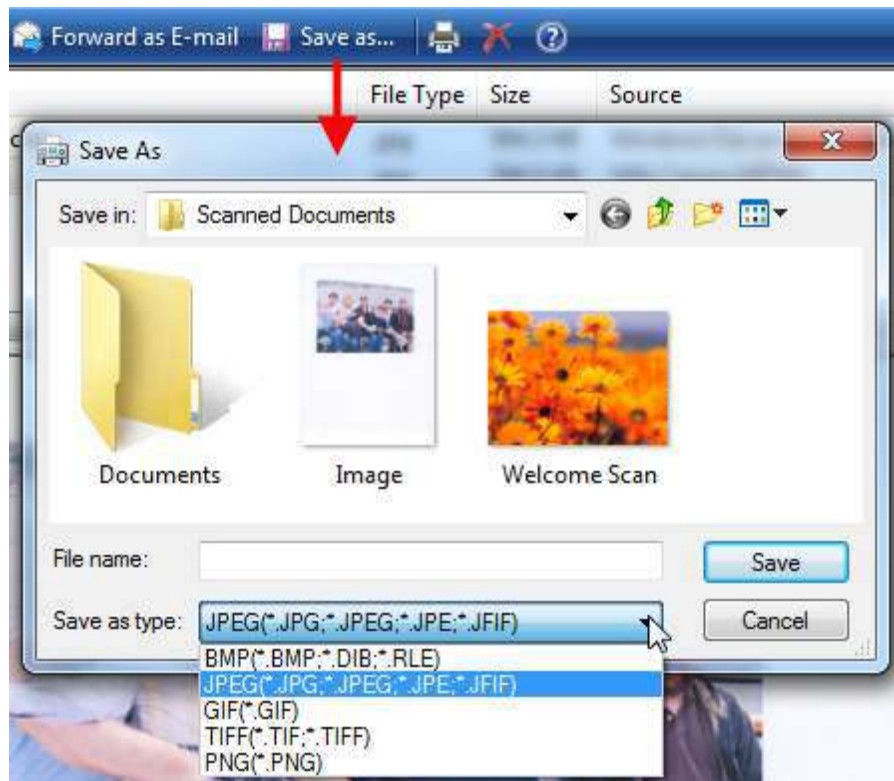 Forward as E-mail Save as...
File Type Size Source
Save As
Save in: Scanned Documents
Documents Image Welcome Scan
File name: Save
Save as type: JPEG(*.JPG;*.JPEG;*.JPE;*.JFIF) Cancel
BMP(*.BMP;*.DIB;*.RLE)
JPEG(*.JPG;*.JPEG;*.JPE;*.JFIF)
GIF(*.GIF)
TIFF(*.TIF;*.TIFF)
PNG(*.PNG)